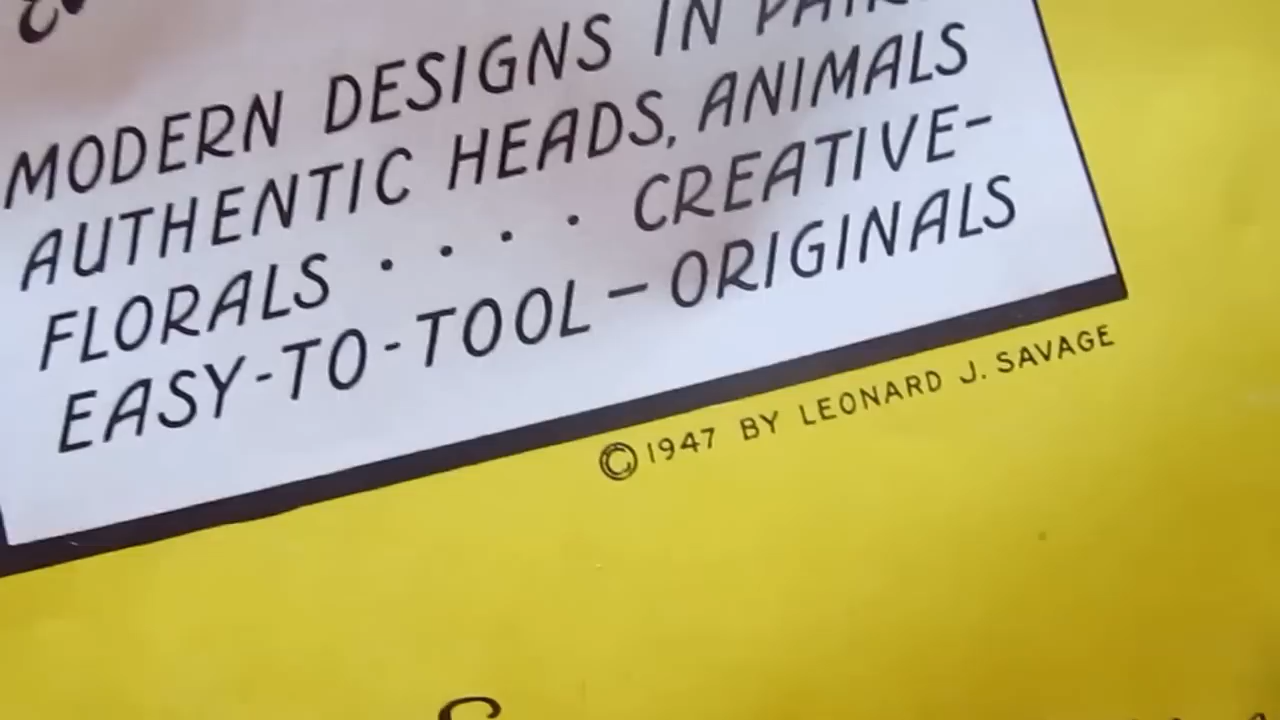 MODERN DESIGNS IN
AUTHENTIC HEADS, ANIMALS
FLORALS . . . . CREATIVE-
EASY-TO-TOOL — ORIGINALS
© 1947 BY LEONARD J. SAVAGE